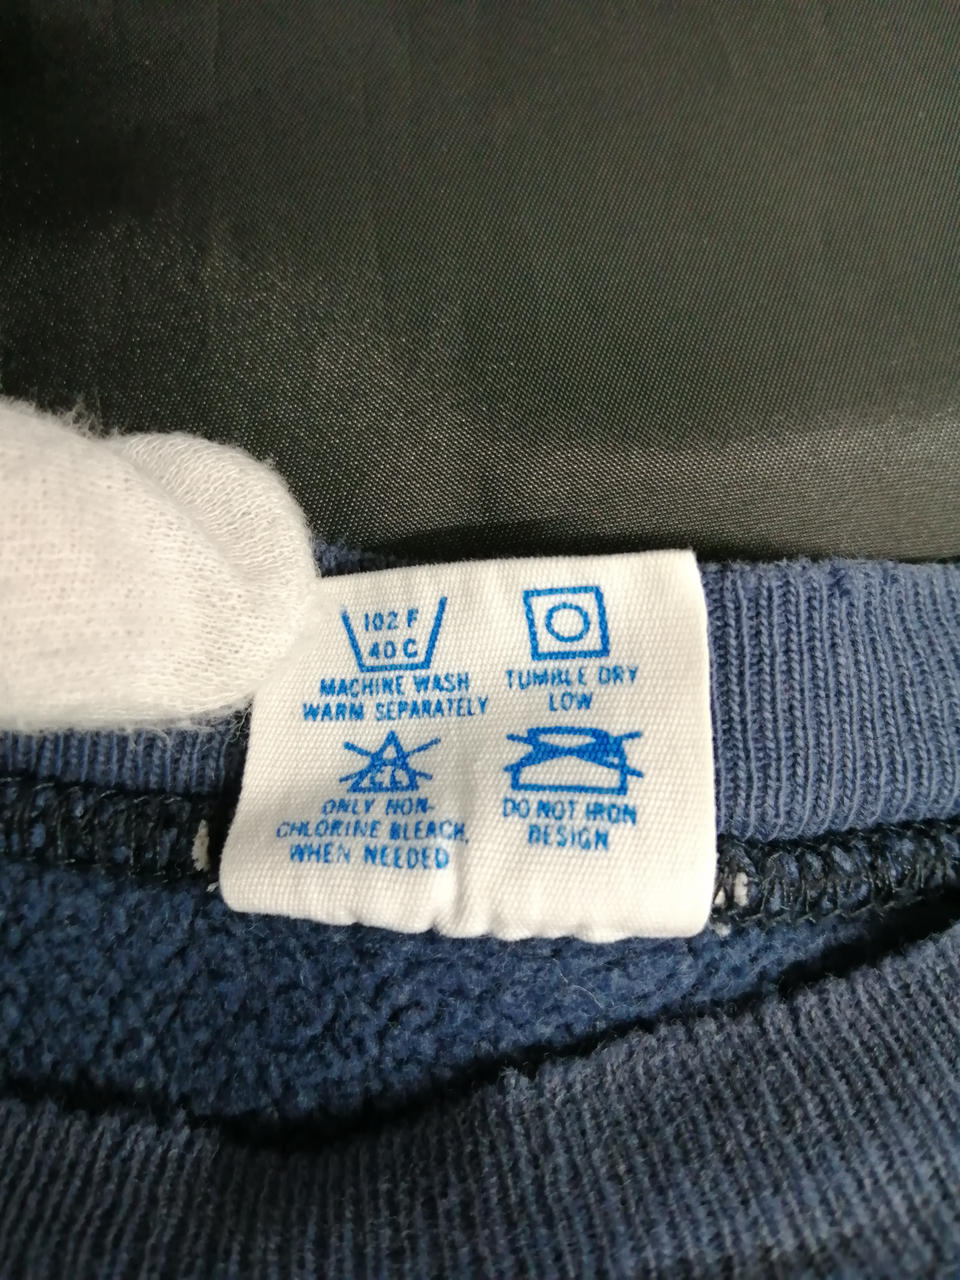 102 F
40 C
MACHINE WASH
WARM SEPARATELY
TUMBLE DRY
LOW
CL
ONLY NON-
CHLORINE BLEACH,
WHEN NEEDED
DO NOT IRON
DESIGN